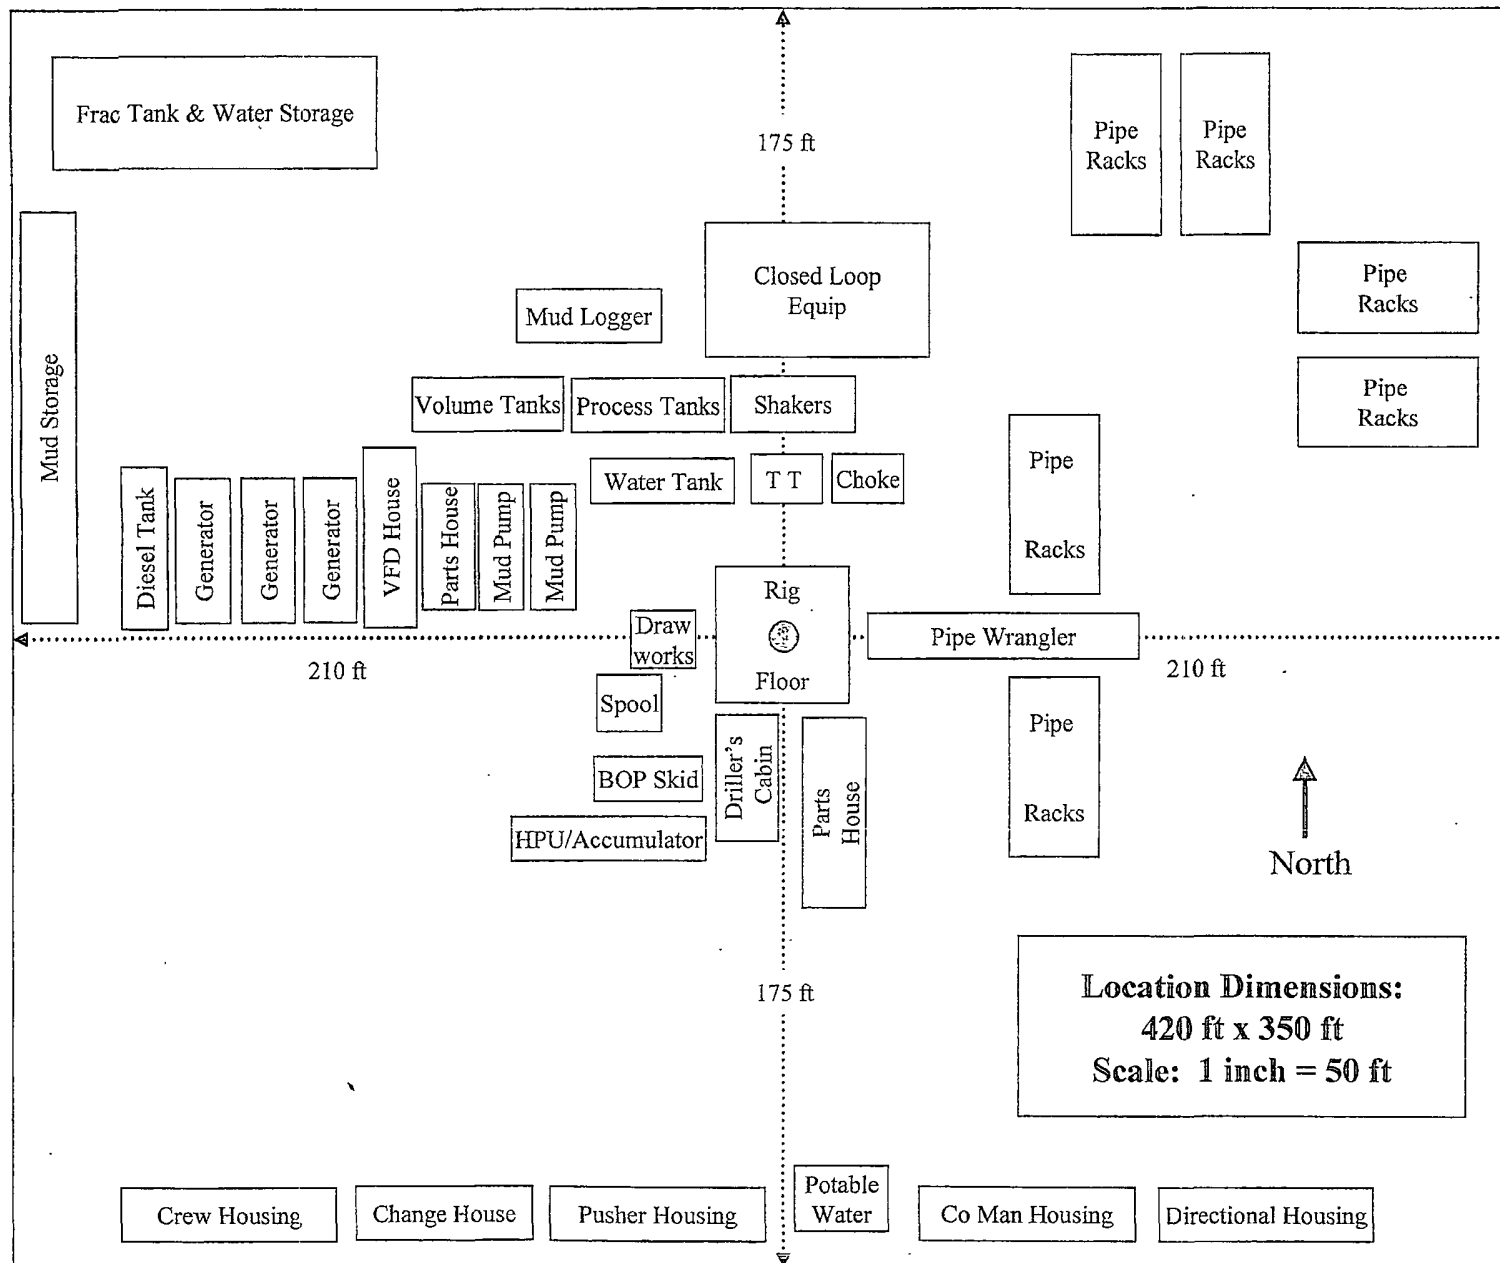 Frac Tank & Water Storage
175 ft
Pipe
Racks
Pipe
Racks
Closed Loop
Equip
Pipe
Racks
Mud Logger
Mud Storage
Volume Tanks
Process Tanks
Shakers
Pipe
Racks
Water Tank
T T
Choke
Pipe
Racks
Diesel Tank
Generator
Generator
Generator
VFD House
Parts House
Mud Pump
Mud Pump
Rig
Floor
Draw
works
Pipe Wrangler
210 ft
210 ft
Spool
Driller's
Cabin
Parts
House
Pipe
Racks
BOP Skid
HPU/Accumulator
North
175 ft
Location Dimensions:
420 ft x 350 ft
Scale: 1 inch = 50 ft
Crew Housing
Change House
Pusher Housing
Potable
Water
Co Man Housing
Directional Housing